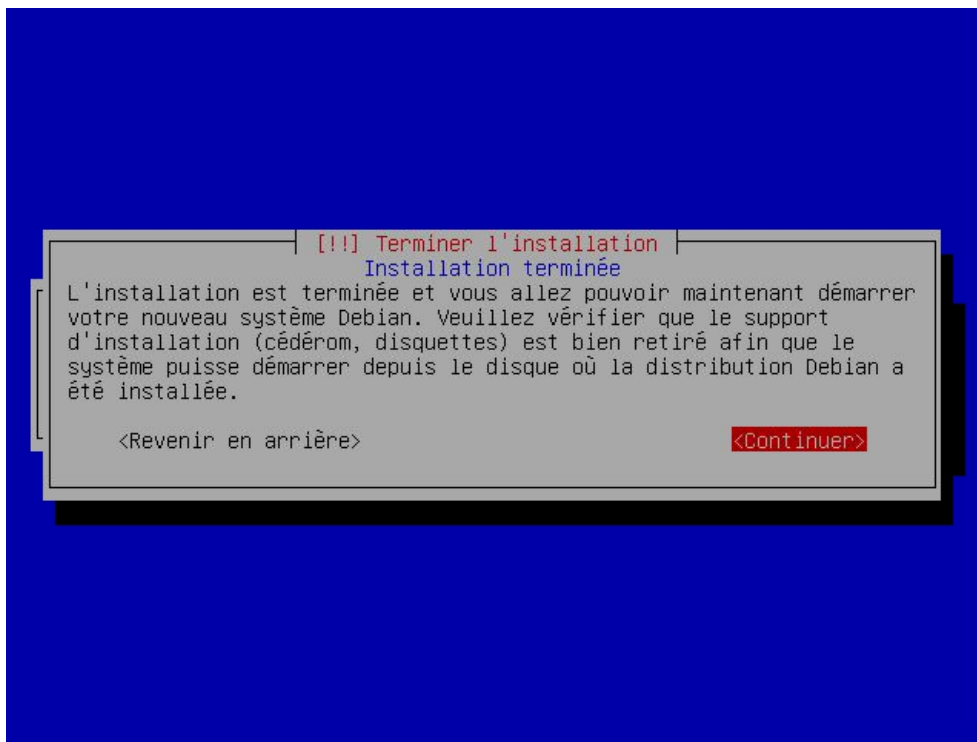 [!!] Terminer l'installation
Installation terminée
L'installation est terminée et vous allez pouvoir maintenant démarrer
votre nouveau système Debian. Veuillez vérifier que le support
d'installation (cédérom, disquettes) est bien retiré afin que le
système puisse démarrer depuis le disque où la distribution Debian a
été installée.
<Revenir en arrière> <Continuer>